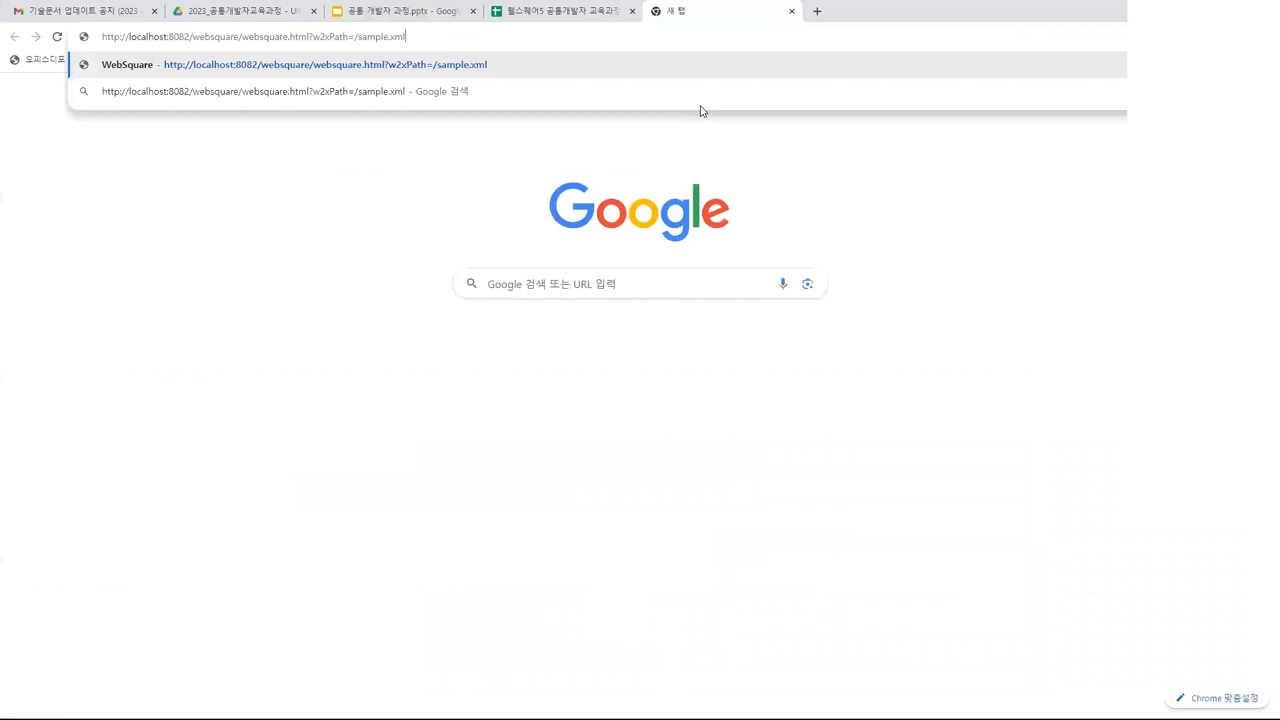 기술문서 업데이트 공지 (2023
2023_공통개발자교육과정 - U
공통 개발자 과정.pptx - Google
웹스퀘어5 공통개발자 교육과정
새 탭
http://localhost:8082/websquare/websquare.html?w2xPath=/sample.xml
오피스디포
WebSquare - http://localhost:8082/websquare/websquare.html?w2xPath=/sample.xml
http://localhost:8082/websquare/websquare.html?w2xPath=/sample.xml - Google 검색
Google
Google 검색 또는 URL 입력
Chrome 맞춤설정